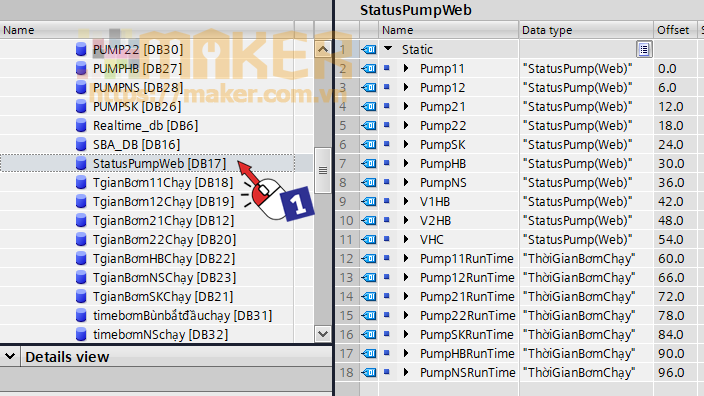 Name
PUMP22 [DB30]
PUMPHB [DB27]
PUMPNS [DB28]
PUMPSK [DB26]
Realtime_db [DB6]
SBA_DB [DB16]
StatusPumpWeb [DB17]
TgianBơm11Chạy [DB18]
TgianBơm12Chạy [DB19]
TgianBơm21Chạy [DB12]
TgianBơm22Chạy [DB20]
TgianBơmHBChạy [DB22]
TgianBơmNSChạy [DB23]
TgianBơmSKChạy [DB21]
timebơmBùnbắtđầuchạy [DB31]
timebơmNSchạy [DB32]
Details view
MAKER
maker.com.vn
1
StatusPumpWeb
Name Data type Offset S
1 Static
2 Pump11 "StatusPump(Web)" 0.0
3 Pump12 "StatusPump(Web)" 6.0
4 Pump21 "StatusPump(Web)" 12.0
5 Pump22 "StatusPump(Web)" 18.0
6 PumpSK "StatusPump(Web)" 24.0
7 PumpHB "StatusPump(Web)" 30.0
8 PumpNS "StatusPump(Web)" 36.0
9 V1HB "StatusPump(Web)" 42.0
10 V2HB "StatusPump(Web)" 48.0
11 VHC "StatusPump(Web)" 54.0
12 Pump11RunTime "ThờiGianBơmChạy" 60.0
13 Pump12RunTime "ThờiGianBơmChạy" 66.0
14 Pump21RunTime "ThờiGianBơmChạy" 72.0
15 Pump22RunTime "ThờiGianBơmChạy" 78.0
16 PumpSKRunTime "ThờiGianBơmChạy" 84.0
17 PumpHBRunTime "ThờiGianBơmChạy" 90.0
18 PumpNSRunTime "ThờiGianBơmChạy" 96.0